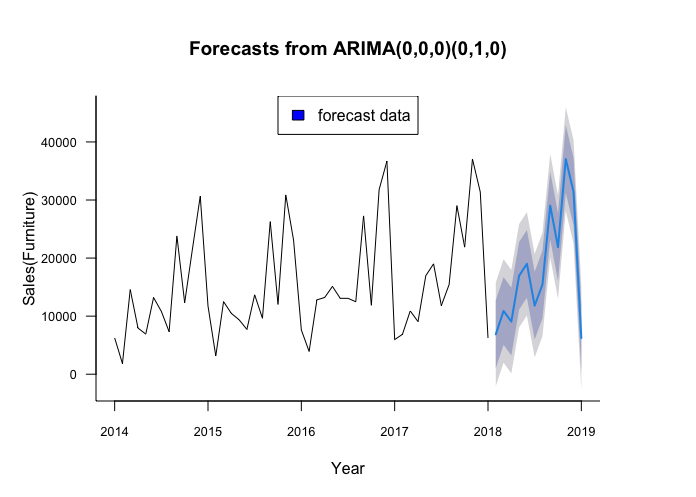 Forecasts from ARIMA(0,0,0)(0,1,0)
forecast data
Sales(Furniture)
40000
30000
20000
10000
0
2014 2015 2016 2017 2018 2019
Year